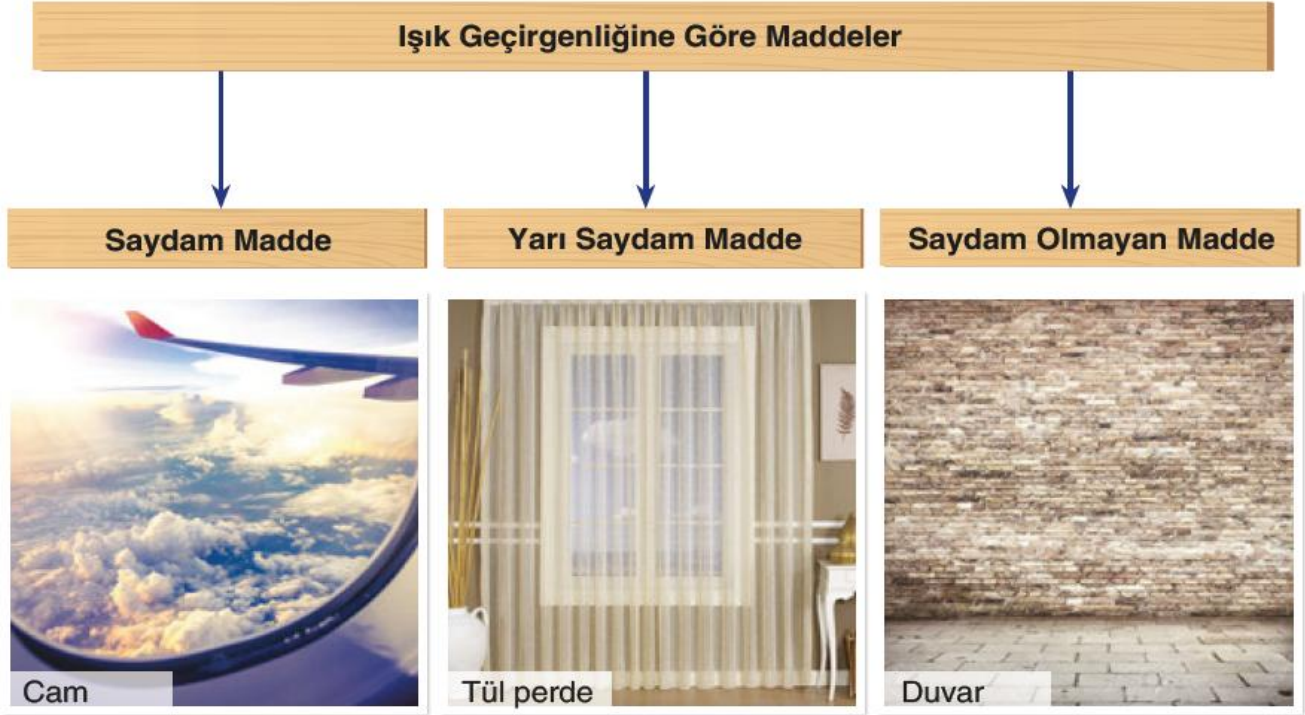 Işık Geçirgenliğine Göre Maddeler
Saydam Madde
Yarı Saydam Madde
Saydam Olmayan Madde
Cam
Tül perde
Duvar